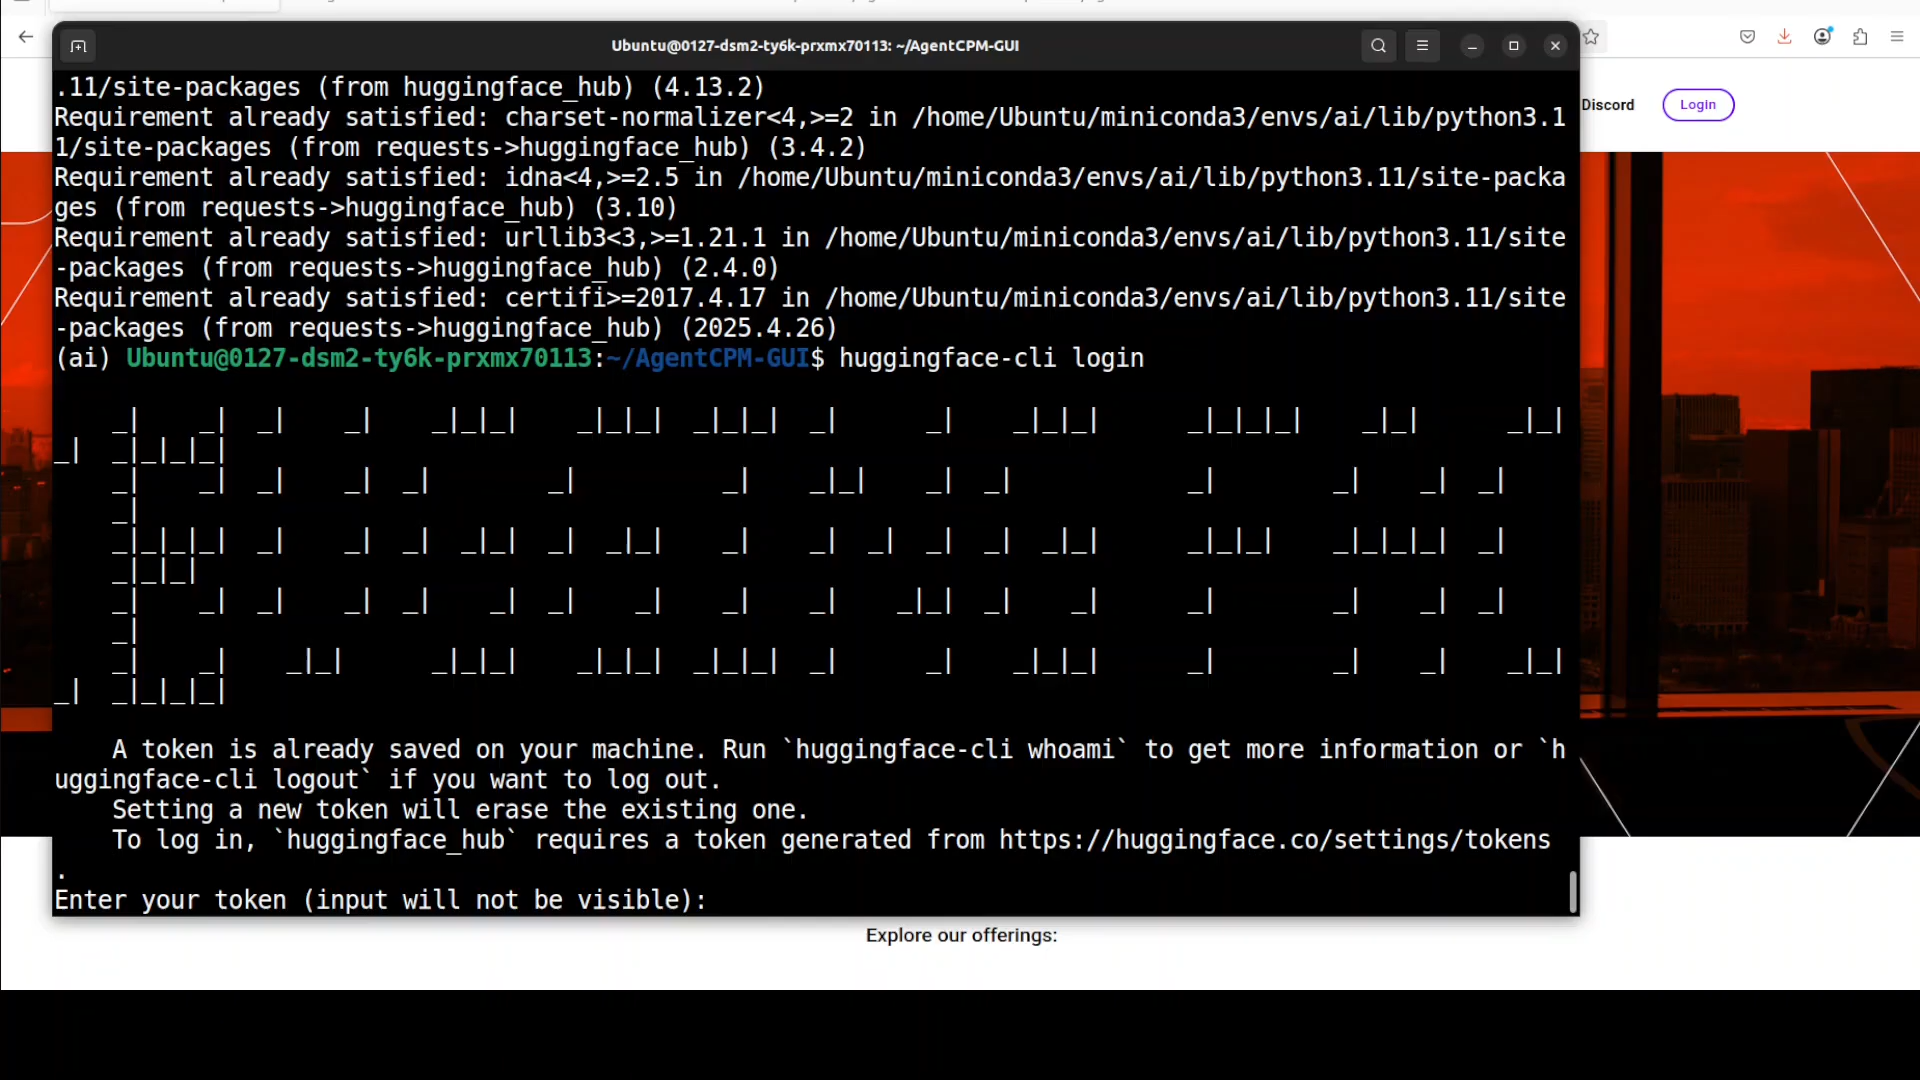 Ubuntu@0127-dsm2-ty6k-prxmx70113: ~/AgentCPM-GUI
Discord
Login
.11/site-packages (from huggingface_hub) (4.13.2)
Requirement already satisfied: charset-normalizer<4,>=2 in /home/Ubuntu/miniconda3/envs/ai/lib/python3.1
1/site-packages (from requests->huggingface_hub) (3.4.2)
Requirement already satisfied: idna<4,>=2.5 in /home/Ubuntu/miniconda3/envs/ai/lib/python3.11/site-packa
ges (from requests->huggingface_hub) (3.10)
Requirement already satisfied: urllib3<3,>=1.21.1 in /home/Ubuntu/miniconda3/envs/ai/lib/python3.11/site
-packages (from requests->huggingface_hub) (2.4.0)
Requirement already satisfied: certifi>=2017.4.17 in /home/Ubuntu/miniconda3/envs/ai/lib/python3.11/site
-packages (from requests->huggingface_hub) (2025.4.26)
(ai) Ubuntu@0127-dsm2-ty6k-prxmx70113:~/AgentCPM-GUI$ huggingface-cli login
A token is already saved on your machine. Run `huggingface-cli whoami` to get more information or `h
uggingface-cli logout` if you want to log out.
Setting a new token will erase the existing one.
To log in, `huggingface_hub` requires a token generated from https://huggingface.co/settings/tokens
.
Enter your token (input will not be visible):
Explore our offerings: